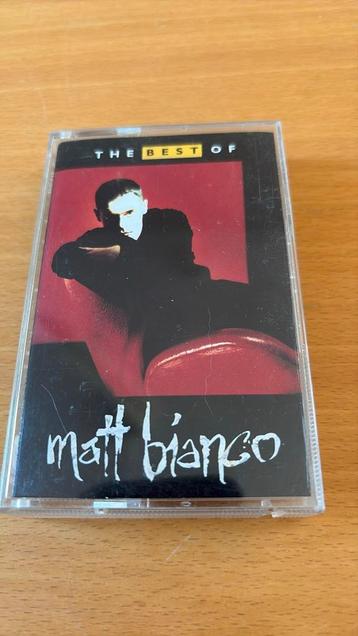 THE BEST OF
matt bianco